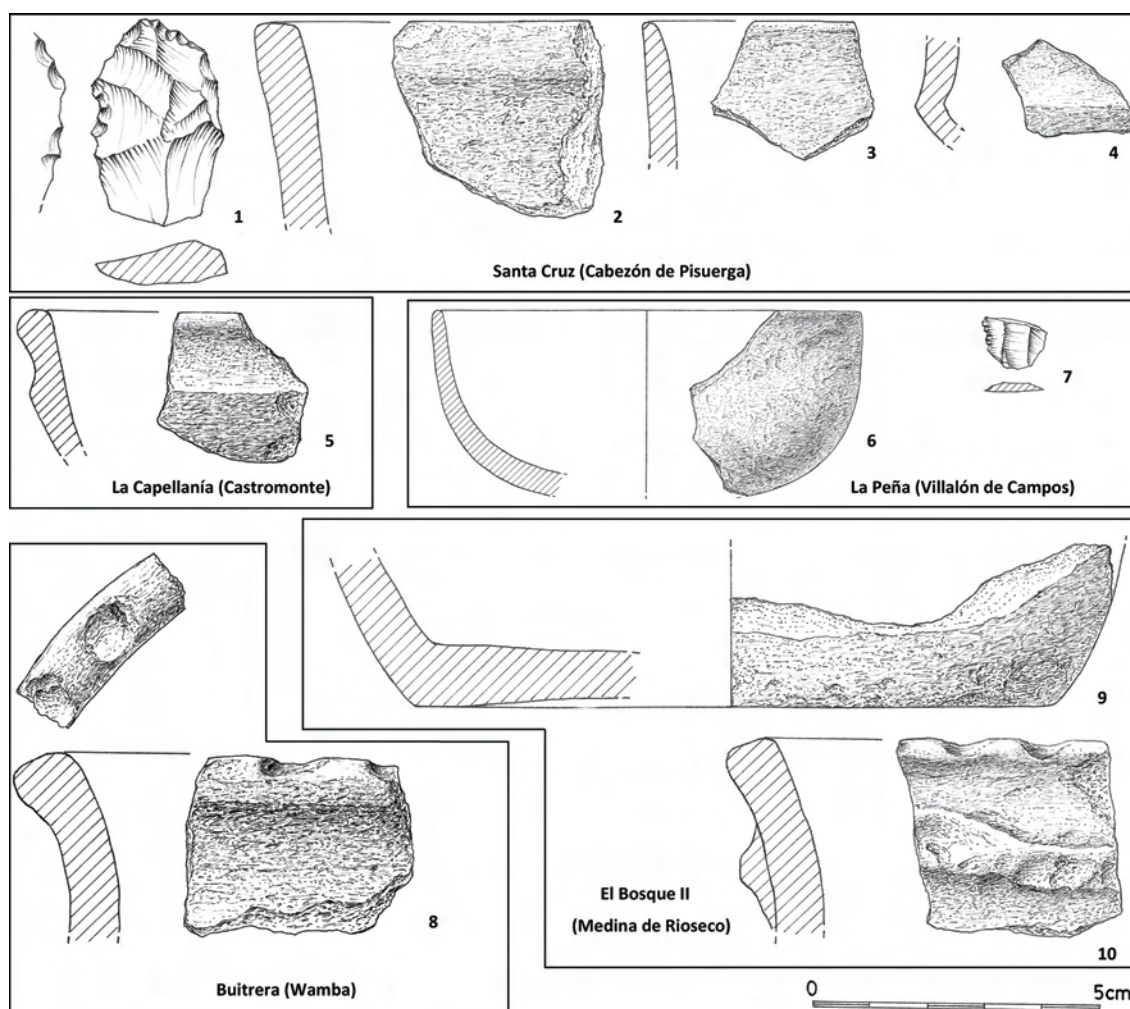 1
2
3
4
Santa Cruz (Cabezón de Pisuerga)
5
La Capellanía (Castromonte)
6
7
La Peña (Villalón de Campos)
8
Buitrera (Wamba)
9
El Bosque II
(Medina de Rioseco)
10
0 5cm